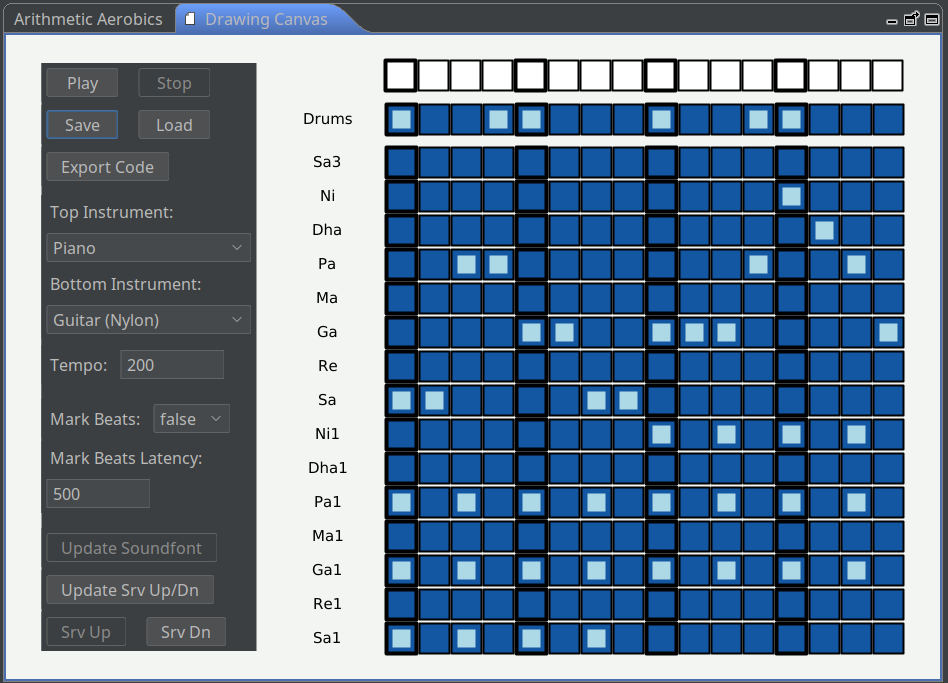 Arithmetic Aerobics
Drawing Canvas
Play
Stop
Save
Load
Export Code
Top Instrument:
Piano
Bottom Instrument:
Guitar (Nylon)
Tempo: 200
Mark Beats: false
Mark Beats Latency:
500
Update Soundfont
Update Srv Up/Dn
Srv Up
Srv Dn
Drums
Sa3
Ni
Dha
Pa
Ma
Ga
Re
Sa
Ni1
Dha1
Pa1
Ma1
Ga1
Re1
Sa1